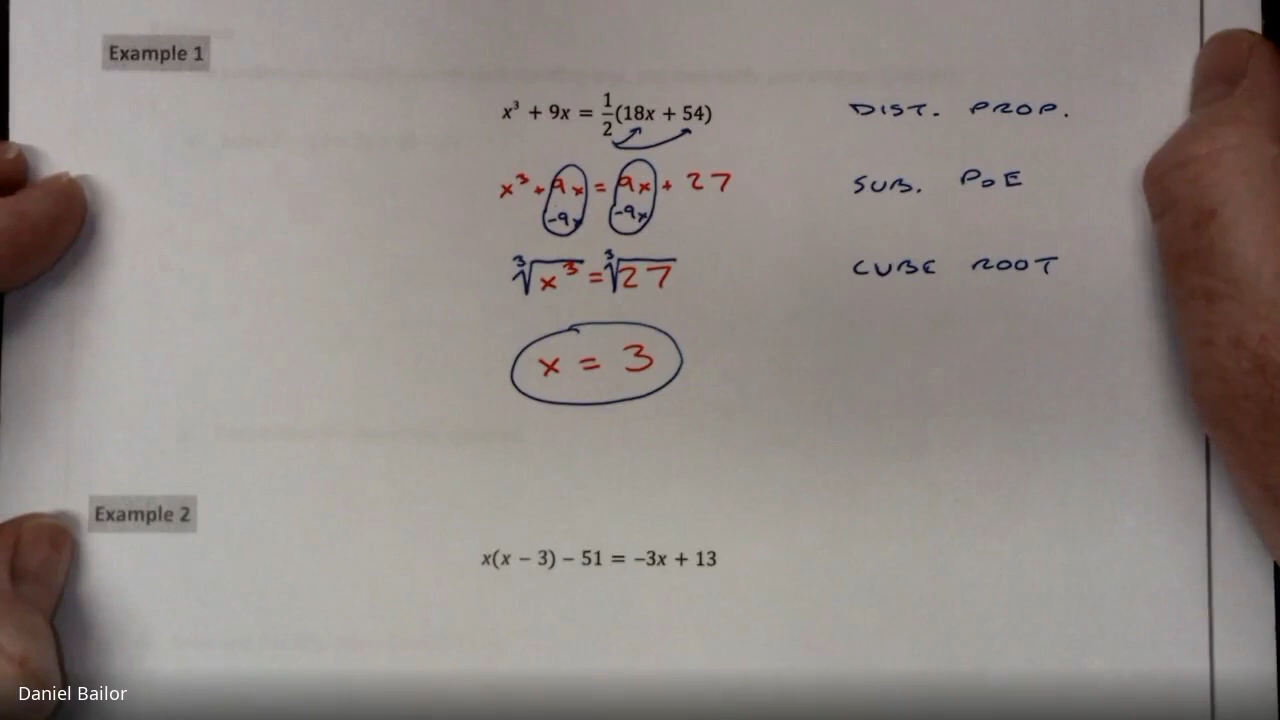 Example 1
x³ + 9x = 1/2(18x + 54) DIST. PROP.
x³ + 9x = 9x + 27 SUB. PoE
-9x -9x
∛x³ = ∛27 CUBE ROOT
x = 3
Example 2
x(x − 3) − 51 = −3x + 13
Daniel Bailor